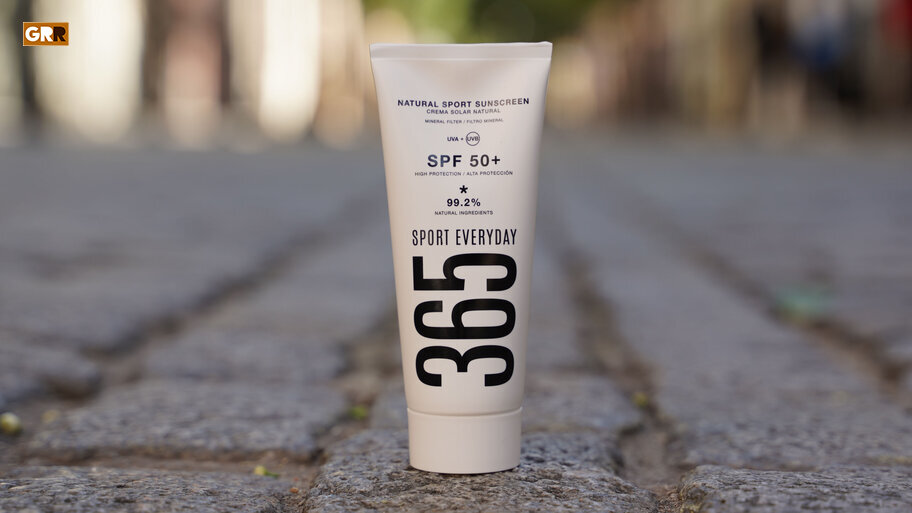 GRR
NATURAL SPORT SUNSCREEN
CREMA SOLAR NATURAL
MINERAL FILTER / FILTRO MINERAL
UVA + UVB
SPF 50+
HIGH PROTECTION / ALTA PROTECCIÓN
*
99.2%
NATURAL INGREDIENTS
SPORT EVERYDAY
365